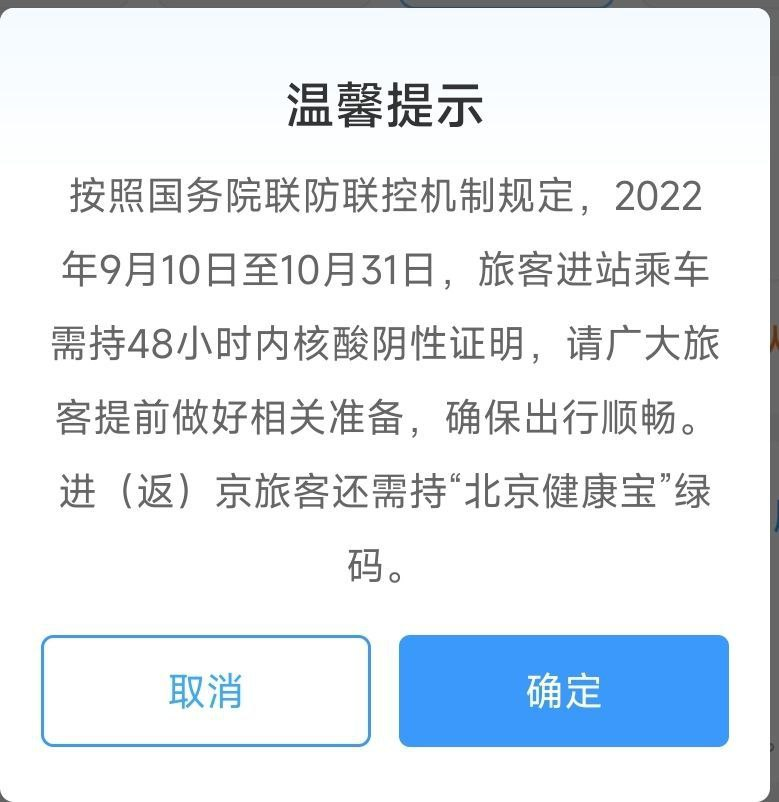 温馨提示
按照国务院联防联控机制规定，2022
年9月10日至10月31日，旅客进站乘车
需持48小时内核酸阴性证明，请广大旅
客提前做好相关准备，确保出行顺畅。
进（返）京旅客还需持“北京健康宝”绿
码。
取消
确定